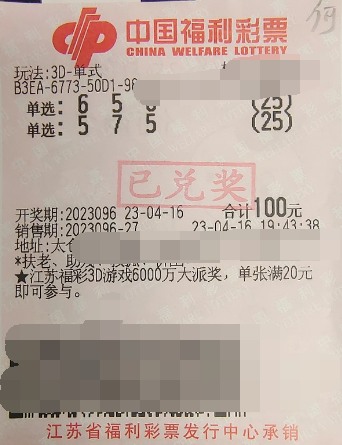 中国福利彩票
CHINA WELFARE LOTTERY
玩法:3D-单式
B3EA-6773-50D1-96
单选: 6 5 (25)
单选: 5 7 5 (25)
已兑奖
开奖期:2023096 23-04-16 合计100元
销售期:2023096-27 23-04-16 19:43:38
地址:太仓
*扶老、助
★江苏福彩3D游戏6000万大派奖，单张满20元
即可参与。
江苏省福利彩票发行中心承销